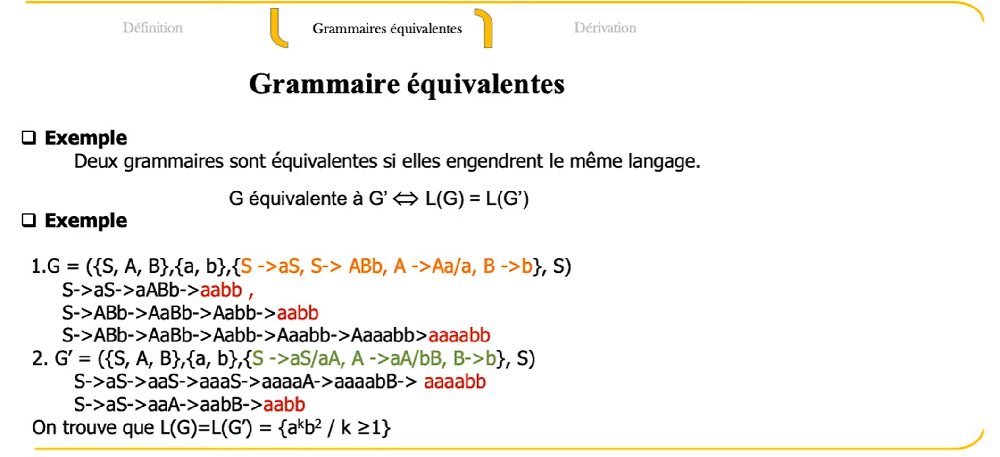 Définition
Grammaires équivalentes
Dérivation
Grammaire équivalentes
❑ Exemple
Deux grammaires sont équivalentes si elles engendrent le même langage.
G équivalente à G’ ⇔ L(G) = L(G’)
❑ Exemple
1.G = ({S, A, B},{a, b},{S ->aS, S-> ABb, A ->Aa/a, B ->b}, S)
S->aS->aABb->aabb ,
S->ABb->AaBb->Aabb->aabb
S->ABb->AaBb->Aabb->Aaabb->Aaaabb>aaaabb
2. G’ = ({S, A, B},{a, b},{S ->aS/aA, A ->aA/bB, B->b}, S)
S->aS->aaS->aaaS->aaaaA->aaaabB-> aaaabb
S->aS->aaA->aabB->aabb
On trouve que L(G)=L(G’) = {aᵏb² / k ≥1}